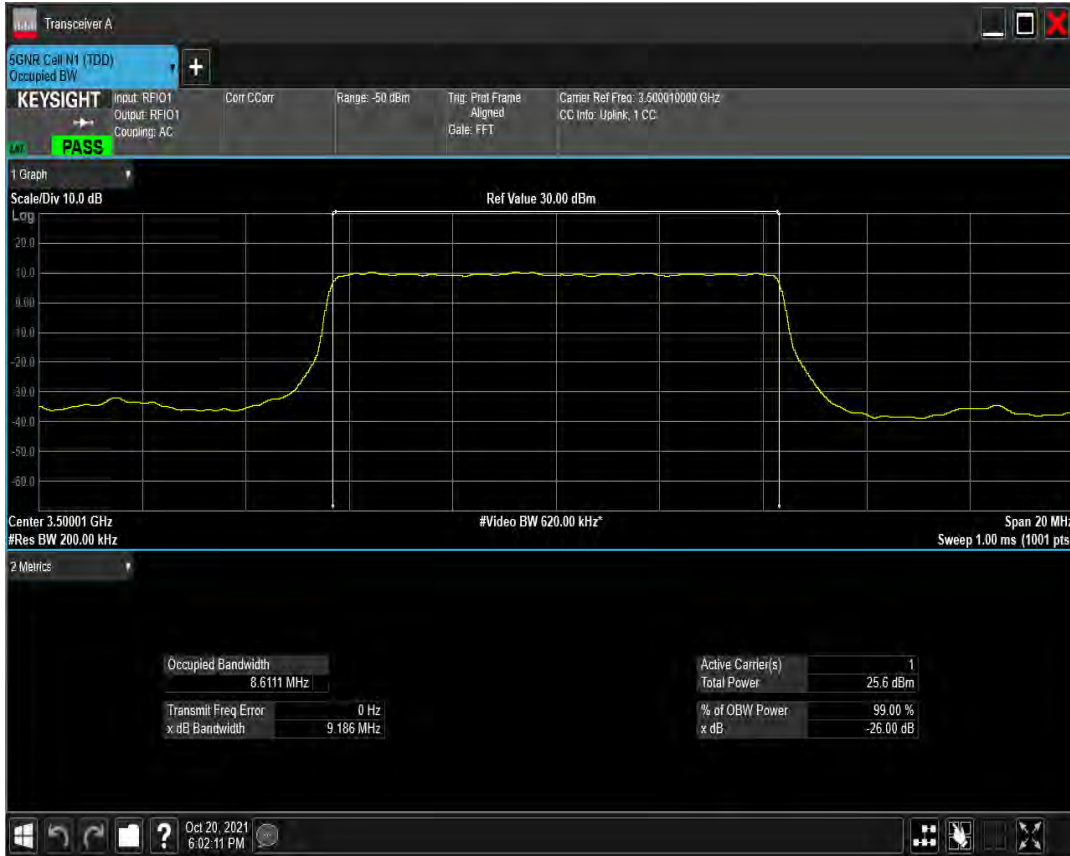 Transceiver A
5GNR Cell N1 (TDD)
Occupied BW
KEYSIGHT
Input: RFIO1
Output: RFIO1
Coupling: AC
Corr CCorr
Range: -50 dBm
Trig: Prot Frame
Aligned
Gate: FFT
Carrier Ref Freq: 3.500010000 GHz
CC Info: Uplink, 1 CC
PASS
1 Graph
Scale/Div 10.0 dB
Ref Value 30.00 dBm
Log
20.0
10.0
0.00
-10.0
-20.0
-30.0
-40.0
-50.0
-60.0
Center 3.50001 GHz
#Video BW 620.00 kHz*
Span 20 MHz
#Res BW 200.00 kHz
Sweep 1.00 ms (1001 pts
2 Metrics
Occupied Bandwidth
8.6111 MHz
Transmit Freq Error 0 Hz
x dB Bandwidth 9.186 MHz
Active Carrier(s) 1
Total Power 25.6 dBm
% of OBW Power 99.00 %
x dB -26.00 dB
?
Oct 20, 2021
6:02:11 PM